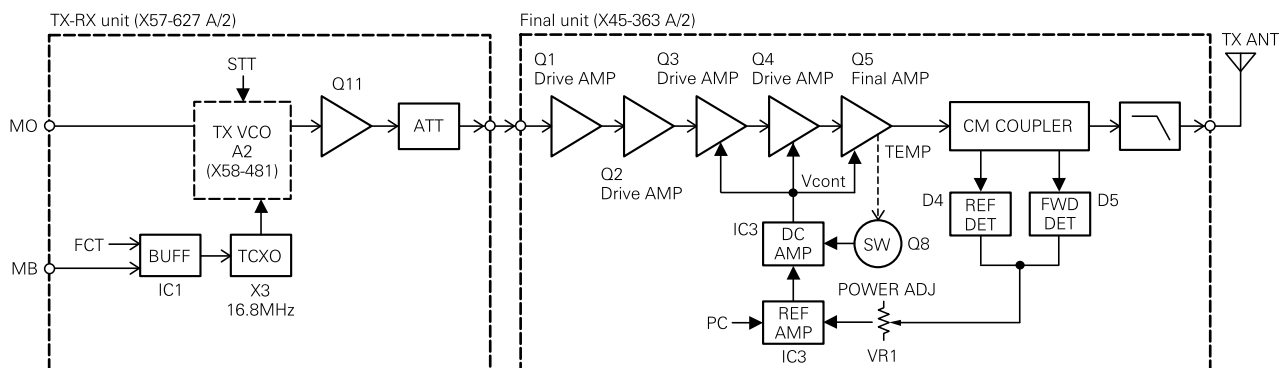 TX-RX unit (X57-627 A/2)
Final unit (X45-363 A/2)
TX ANT
STT
Q11
Q1
Drive AMP
Q3
Drive AMP
Q4
Drive AMP
Q5
Final AMP
MO
TX VCO
A2
(X58-481)
ATT
CM COUPLER
TEMP
Q2
Drive AMP
Vcont
D4
REF
DET
FWD
DET
D5
FCT
MB
BUFF
IC1
TCXO
X3
16.8MHz
IC3
DC
AMP
SW
Q8
POWER ADJ
PC
REF
AMP
IC3
VR1